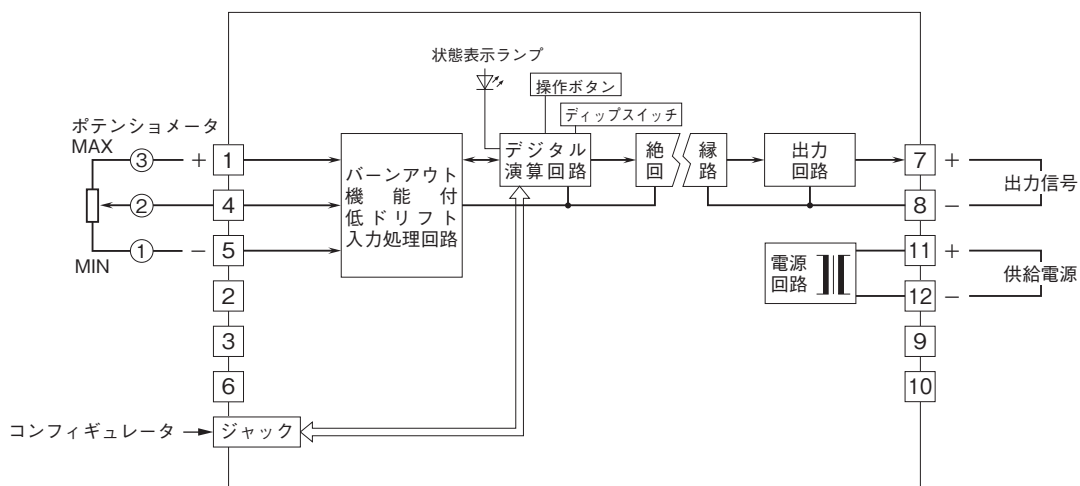 状態表示ランプ
操作ボタン
ディップスイッチ
ポテンショメータ
MAX
③ + 1
② 4
① − 5
MIN
2
3
6
バーンアウト
機能付
低ドリフト
入力処理回路
デジタル
演算回路
絶縁
回路
出力
回路
7 +
8 −
出力信号
電源
回路
11 +
12 −
供給電源
9
10
コンフィギュレータ
ジャック